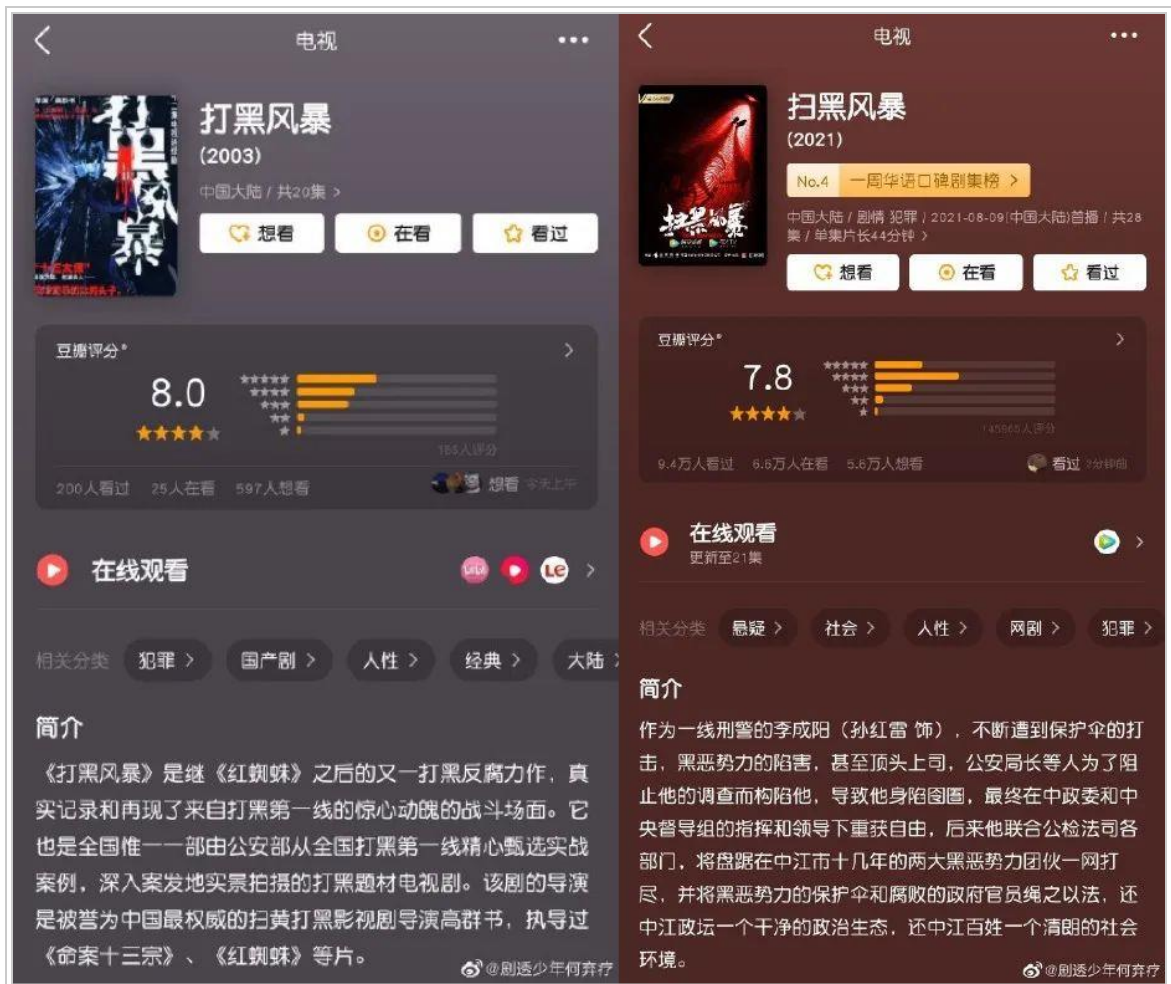 电视
打黑风暴
(2003)
中国大陆 / 共20集 >
想看
在看
看过
打黑风暴
"十三太保"
豆瓣评分
8.0
200人看过 25人在看 597人想看
想看 今天上午
在线观看
LeLe
Le
相关分类
犯罪 >
国产剧 >
人性 >
经典 >
大陆
简介
《打黑风暴》是继《红蜘蛛》之后的又一打黑反腐力作，真
实记录和再现了来自打黑第一线的惊心动魄的战斗场面。它
也是全国惟一一部由公安部从全国打黑第一线精心甄选实战
案例，深入案发地实景拍摄的打黑题材电视剧。该剧的导演
是被誉为中国最权威的扫黄打黑影视剧导演高群书，执导过
《命案十三宗》、《红蜘蛛》等片。
@剧透少年何弃疗
电视
扫黑风暴
(2021)
No.4 一周华语口碑剧集榜 >
中国大陆 / 剧情 犯罪 / 2021-08-09(中国大陆)首播 / 共28
集 / 单集片长44分钟 >
想看
在看
看过
扫黑风暴
豆瓣评分
7.8
9.4万人看过 6.6万人在看 5.6万人想看
看过 2分钟前
在线观看
更新至21集
相关分类
悬疑 >
社会 >
人性 >
网剧 >
犯罪 >
简介
作为一线刑警的李成阳（孙红雷 饰），不断遭到保护伞的打
击，黑恶势力的陷害，甚至顶头上司，公安局长等人为了阻
止他的调查而构陷他，导致他身陷囹圄，最终在中政委和中
央督导组的指挥和领导下重获自由，后来他联合公检法司各
部门，将盘踞在中江市十几年的两大黑恶势力团伙一网打
尽，并将黑恶势力的保护伞和腐败的政府官员绳之以法，还
中江政坛一个干净的政治生态，还中江百姓一个清朗的社会
环境。
@剧透少年何弃疗